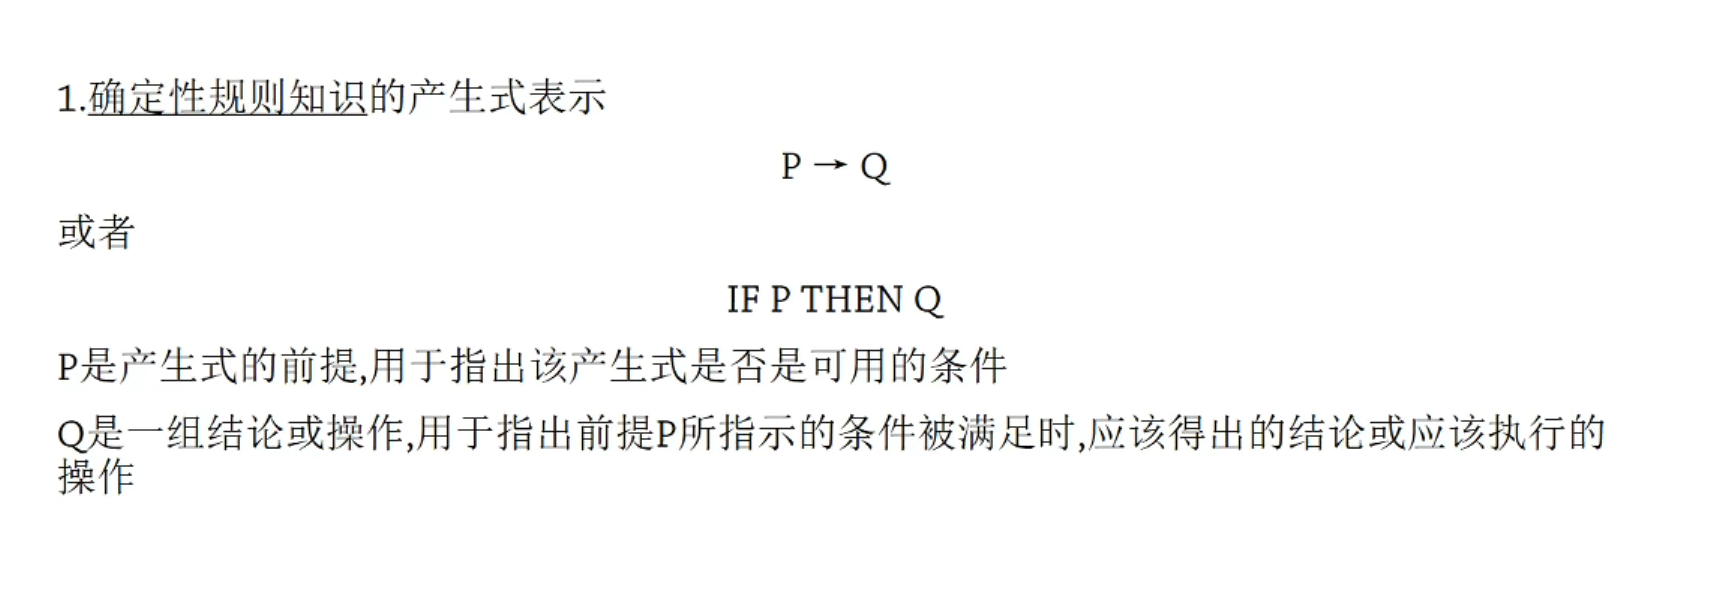 1.确定性规则知识的产生式表示
P → Q
或者
IF P THEN Q
P是产生式的前提,用于指出该产生式是否是可用的条件
Q是一组结论或操作,用于指出前提P所指示的条件被满足时,应该得出的结论或应该执行的
操作